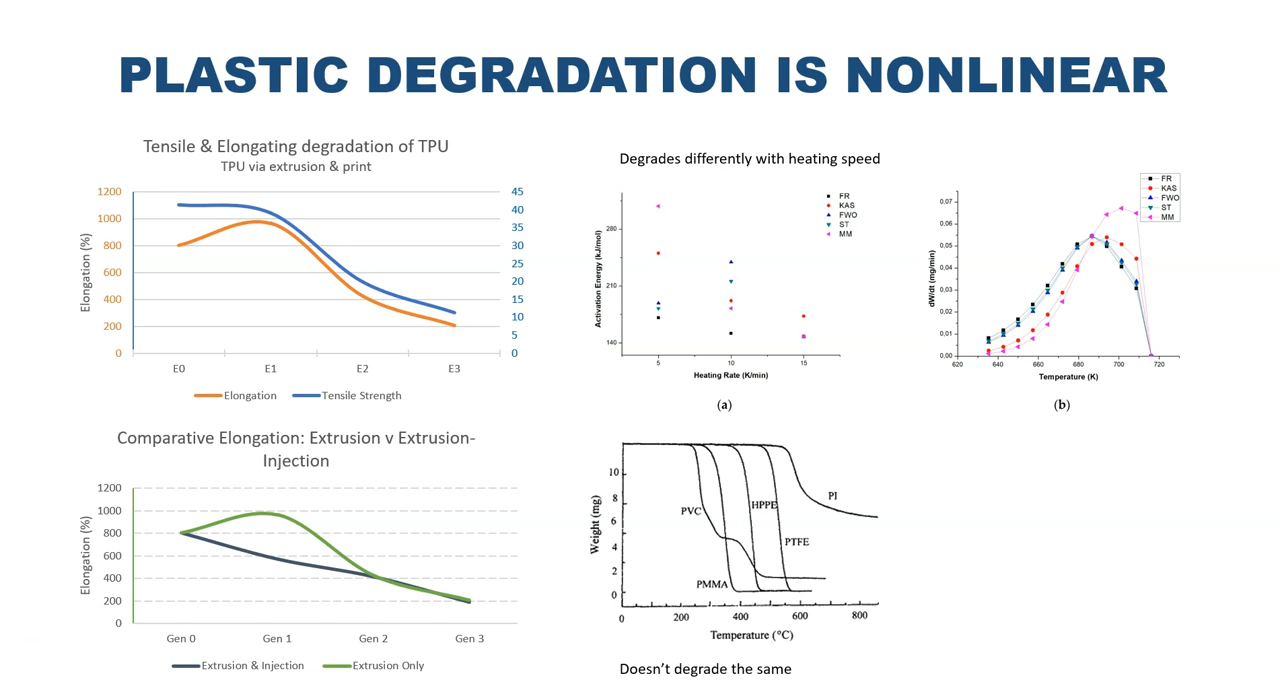 PLASTIC DEGRADATION IS NONLINEAR
Tensile & Elongating degradation of TPU
TPU via extrusion & print
1200
1000
800
600
400
200
0
Elongation (%)
45
40
35
30
25
20
15
10
5
0
E0 E1 E2 E3
Elongation Tensile Strength
Comparative Elongation: Extrusion v Extrusion-
Injection
1200
1000
800
600
400
200
0
Elongation (%)
Gen 0 Gen 1 Gen 2 Gen 3
Extrusion & Injection Extrusion Only
Degrades differently with heating speed
FR
KAS
FWO
ST
MM
280
210
140
Activation Energy (kJ/mol)
5 10 15
Heating Rate (K/min)
(a)
FR
KAS
FWO
ST
MM
0,07
0,06
0,05
0,04
0,03
0,02
0,01
0,00
dW/dt (mg/min)
620 640 660 680 700 720
Temperature (K)
(b)
10
8
6
4
2
0
Weight (mg)
PVC
HPPE
PI
PTFE
PMMA
0 200 400 600 800
Temperature (°C)
Doesn't degrade the same